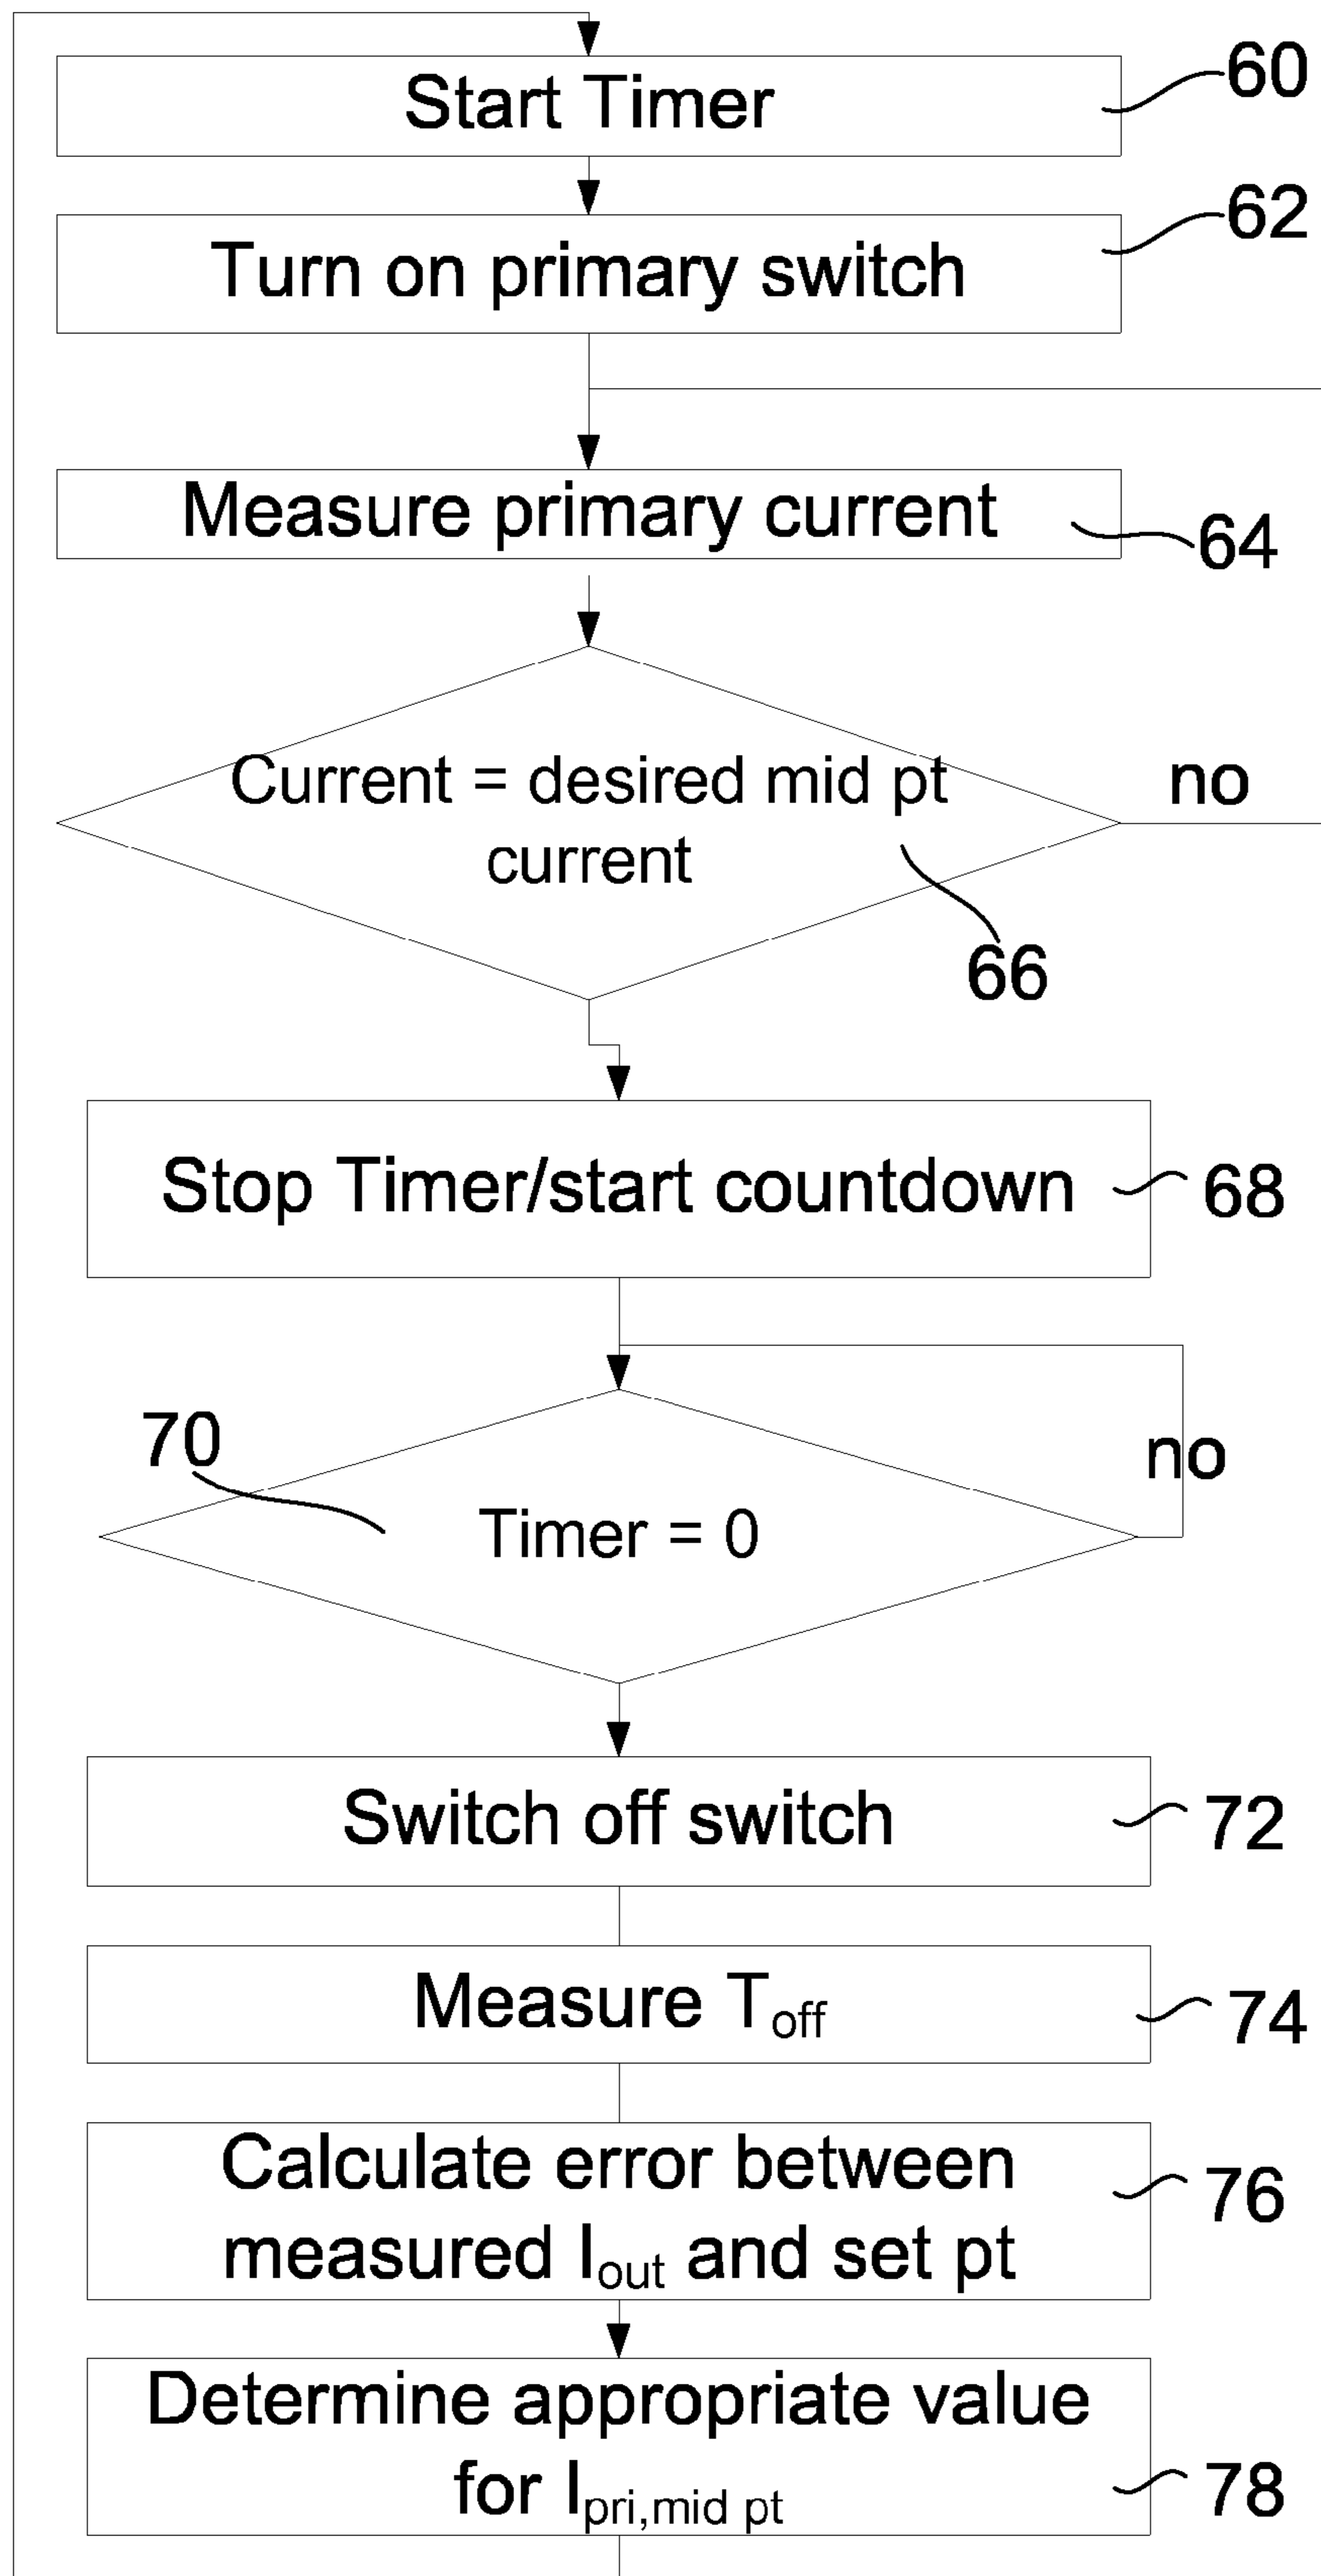 Start Timer
60
Turn on primary switch
62
Measure primary current
64
Current = desired mid pt
current
no
66
Stop Timer/start countdown
68
70
no
Timer = 0
Switch off switch
72
Measure Toff
74
Calculate error between
measured Iout and set pt
76
Determine appropriate value
for Ipri,mid pt
78